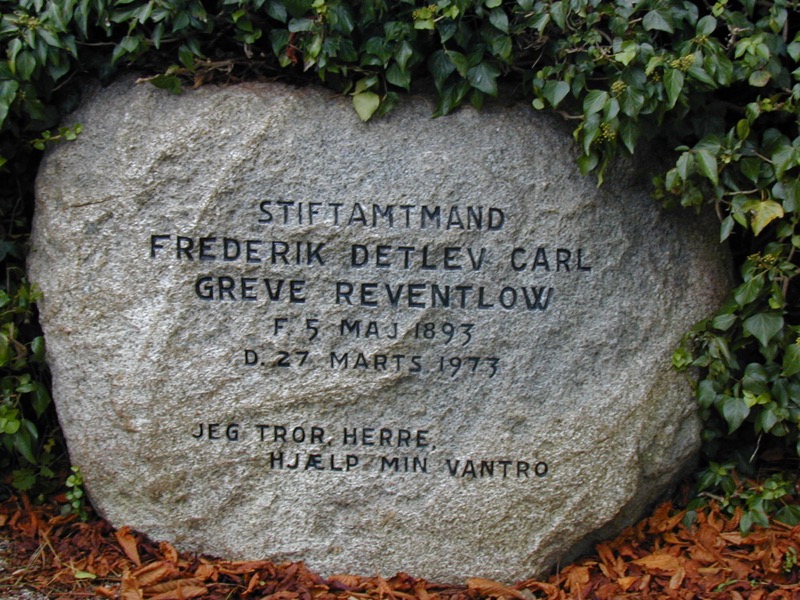 STIFTAMTMAND
FREDERIK DETLEV CARL
GREVE REVENTLOW
F. 5 MAJ 1893
D. 27 MARTS 1973
JEG TROR, HERRE,
HJÆLP MIN VANTRO